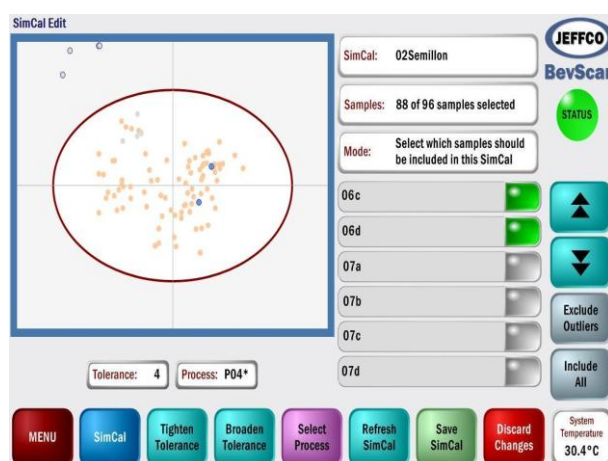 SimCal Edit
SimCal: 02Semillon
Samples: 88 of 96 samples selected
Mode: Select which samples should
be included in this SimCal
06c
06d
07a
07b
07c
07d
Tolerance: 4
Process: P04*
JEFFCO
BevScan
STATUS
Exclude
Outliers
Include
All
MENU
SimCal
Tighten
Tolerance
Broaden
Tolerance
Select
Process
Refresh
SimCal
Save
SimCal
Discard
Changes
System
Temperature
30.4°C